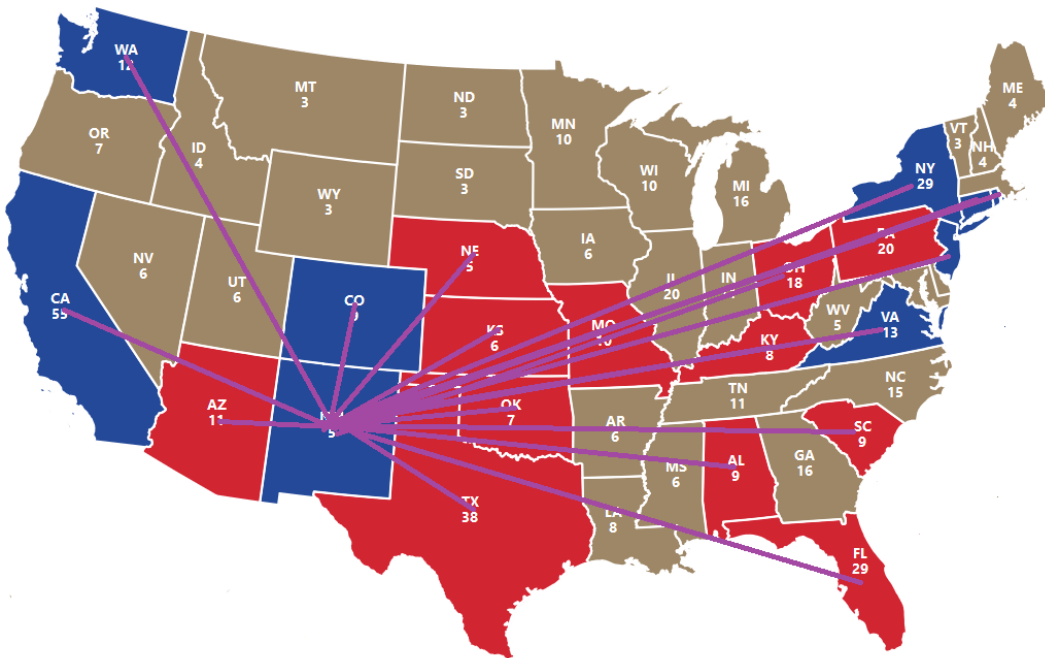 WA
12
MT
3
ND
3
MN
10
ME
4
OR
7
ID
4
VT
3
NH
4
WI
10
SD
3
MI
16
NY
29
WY
3
IA
6
PA
20
NE
5
NV
6
UT
6
IL
20
IN
OH
18
CA
55
CO
9
WV
5
VA
13
KS
6
MO
10
KY
8
NC
15
TN
11
AZ
11
5
OK
7
AR
6
SC
9
GA
16
MS
6
AL
9
TX
38
LA
8
FL
29